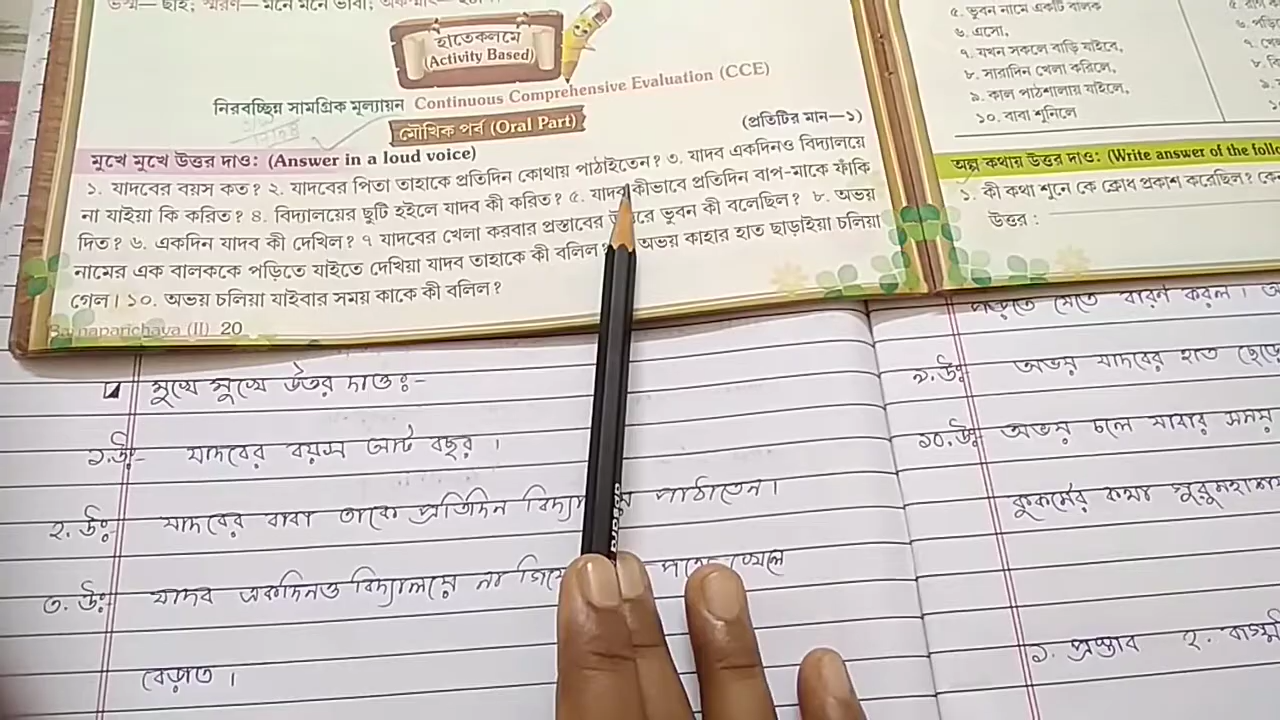 ভস্ম— ছাই; স্মরণ— মনে মনে ভাবা;
হাতেকলমে
(Activity Based)
নিরবচ্ছিন্ন সামগ্রিক মূল্যায়ন Continuous Comprehensive Evaluation (CCE)
মৌখিক পর্ব (Oral Part)
(প্রতিটির মান—১)
মুখে মুখে উত্তর দাও: (Answer in a loud voice)
১. যাদবের বয়স কত? ২. যাদবের পিতা তাহাকে প্রতিদিন কোথায় পাঠাইতেন? ৩. যাদব একদিনও বিদ্যালয়ে
না যাইয়া কি করিত? ৪. বিদ্যালয়ের ছুটি হইলে যাদব কী করিত? ৫. যাদব কীভাবে প্রতিদিন বাপ-মাকে ফাঁকি
দিত? ৬. একদিন যাদব কী দেখিল? ৭ যাদবের খেলা করবার প্রস্তাবের উত্তরে ভুবন কী বলেছিল? ৮. অভয়
নামের এক বালককে পড়িতে যাইতে দেখিয়া যাদব তাহাকে কী বলিল? অভয় কাহার হাত ছাড়াইয়া চলিয়া
গেল। ১০. অভয় চলিয়া যাইবার সময় কাকে কী বলিল?
Barnaparichaya (II) 20
৫. ভুবন নামে একটি বালক
৬. এসো,
৭. যখন সকলে বাড়ি যাইবে,
৮. সারাদিন খেলা করিলে,
৯. কাল পাঠশালায় যাইলে,
১০. বাবা শুনিলে
অল্প কথায় উত্তর দাও: (Write answer of the
১. কী কথা শুনে কে ক্রোধ প্রকাশ করেছিল?
উত্তর :
মুখে মুখে উত্তর দাও:-
১.উঃ- যাদবের বয়স আট বছর।
২. উঃ যাদবের বাবা তাকে প্রতিদিন পাঠাতেন।
৩. উঃ যাদব একদিনও বিদ্যালয়ে না গিয়ে খেলে
বেড়াত।
পড়তে যেতে বারণ করল।
৯.উঃ অভয় যাদবের হাত ছেড়ে
১০.উঃ অভয় চলে যাবার সময়
কুকর্মের কথা গুরুমহাশয়
১. প্রস্তাব ২.